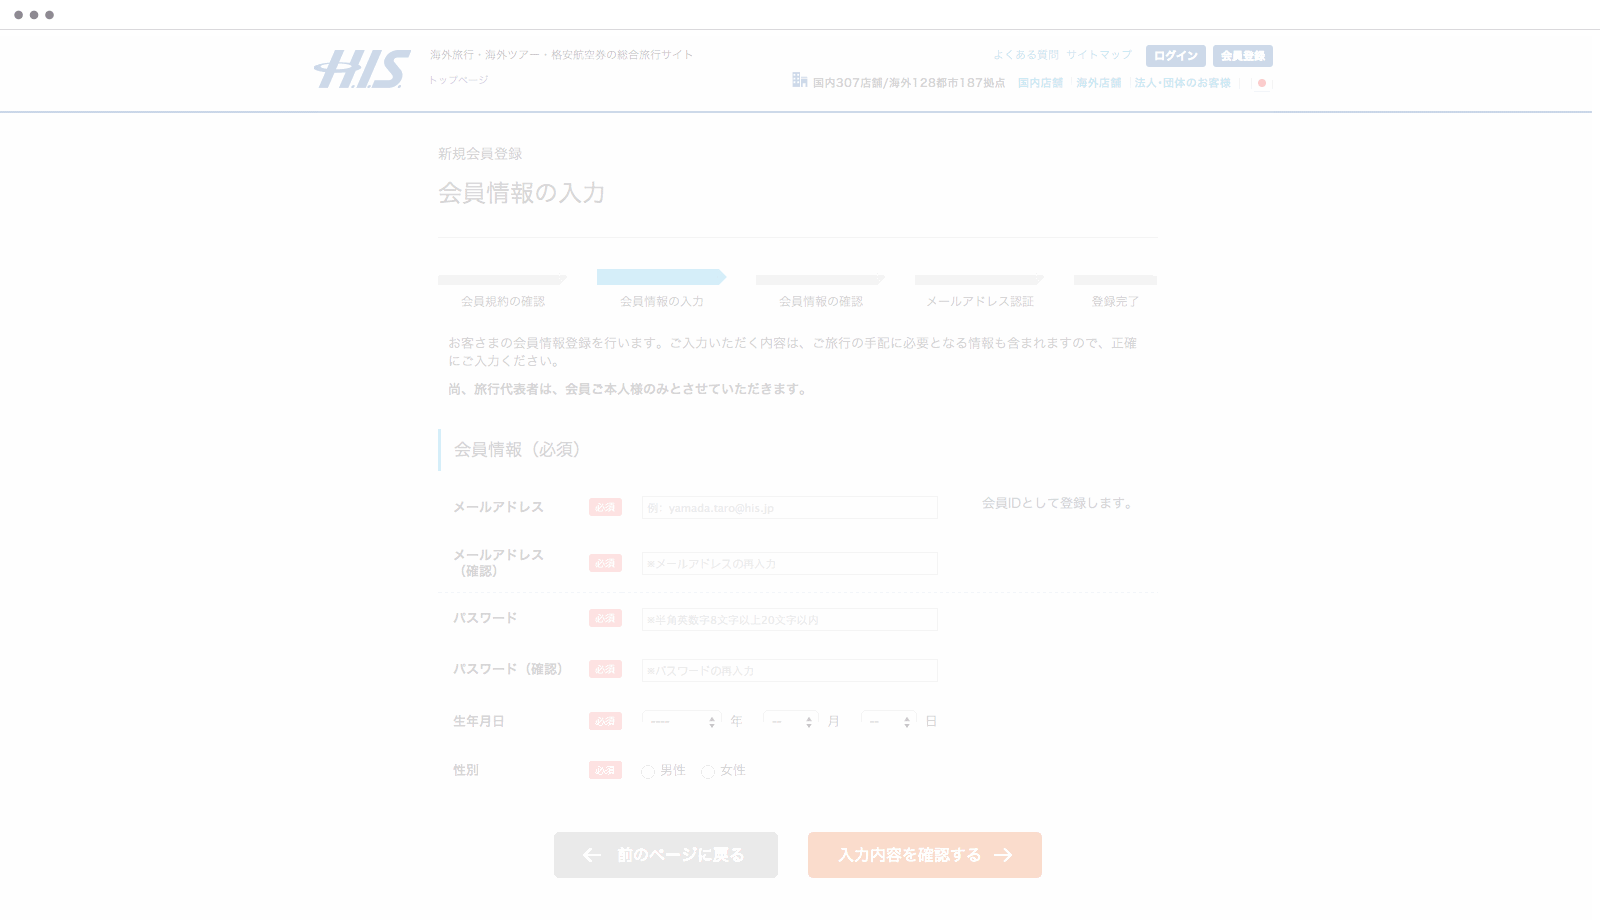 H.I.S.
海外旅行・海外ツアー・格安航空券の総合旅行サイト
トップページ
よくある質問 サイトマップ ログイン 会員登録
国内307店舗/海外128都市187拠点 国内店舗 海外店舗 法人・団体のお客様
新規会員登録
会員情報の入力
会員規約の確認 会員情報の入力 会員情報の確認 メールアドレス認証 登録完了
お客さまの会員情報登録を行います。ご入力いただく内容は、ご旅行の手配に必要となる情報も含まれますので、正確
にご入力ください。
尚、旅行代表者は、会員ご本人様のみとさせていただきます。
会員情報（必須）
メールアドレス 必須 例：yamada.taro@his.jp 会員IDとして登録します。
メールアドレス
（確認） 必須 ※メールアドレスの再入力
パスワード 必須 ※半角英数字8文字以上20文字以内
パスワード（確認） 必須 ※パスワードの再入力
生年月日 必須 ---- 年 -- 月 -- 日
性別 必須 男性 女性
← 前のページに戻る 入力内容を確認する →